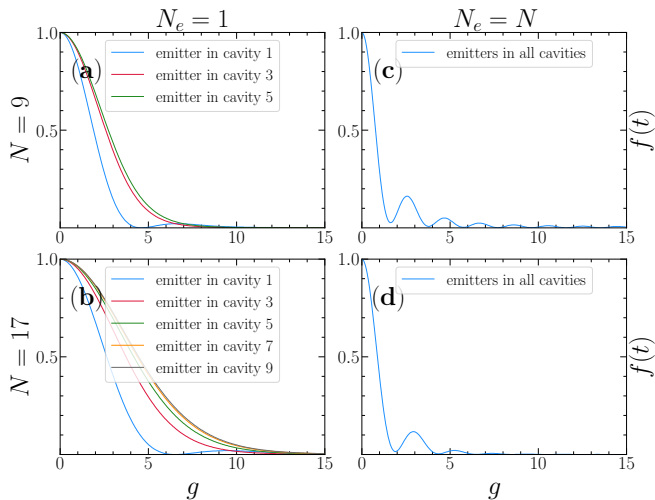 N_e = 1
N_e = N
(a)
emitter in cavity 1
emitter in cavity 3
emitter in cavity 5
1.0
0.5
0
5
10
15
N = 9
(c)
emitters in all cavities
1.0
0.5
0
5
10
15
f(t)
(b)
emitter in cavity 1
emitter in cavity 3
emitter in cavity 5
emitter in cavity 7
emitter in cavity 9
1.0
0.5
0
5
10
15
N = 17
g
(d)
emitters in all cavities
1.0
0.5
0
5
10
15
f(t)
g